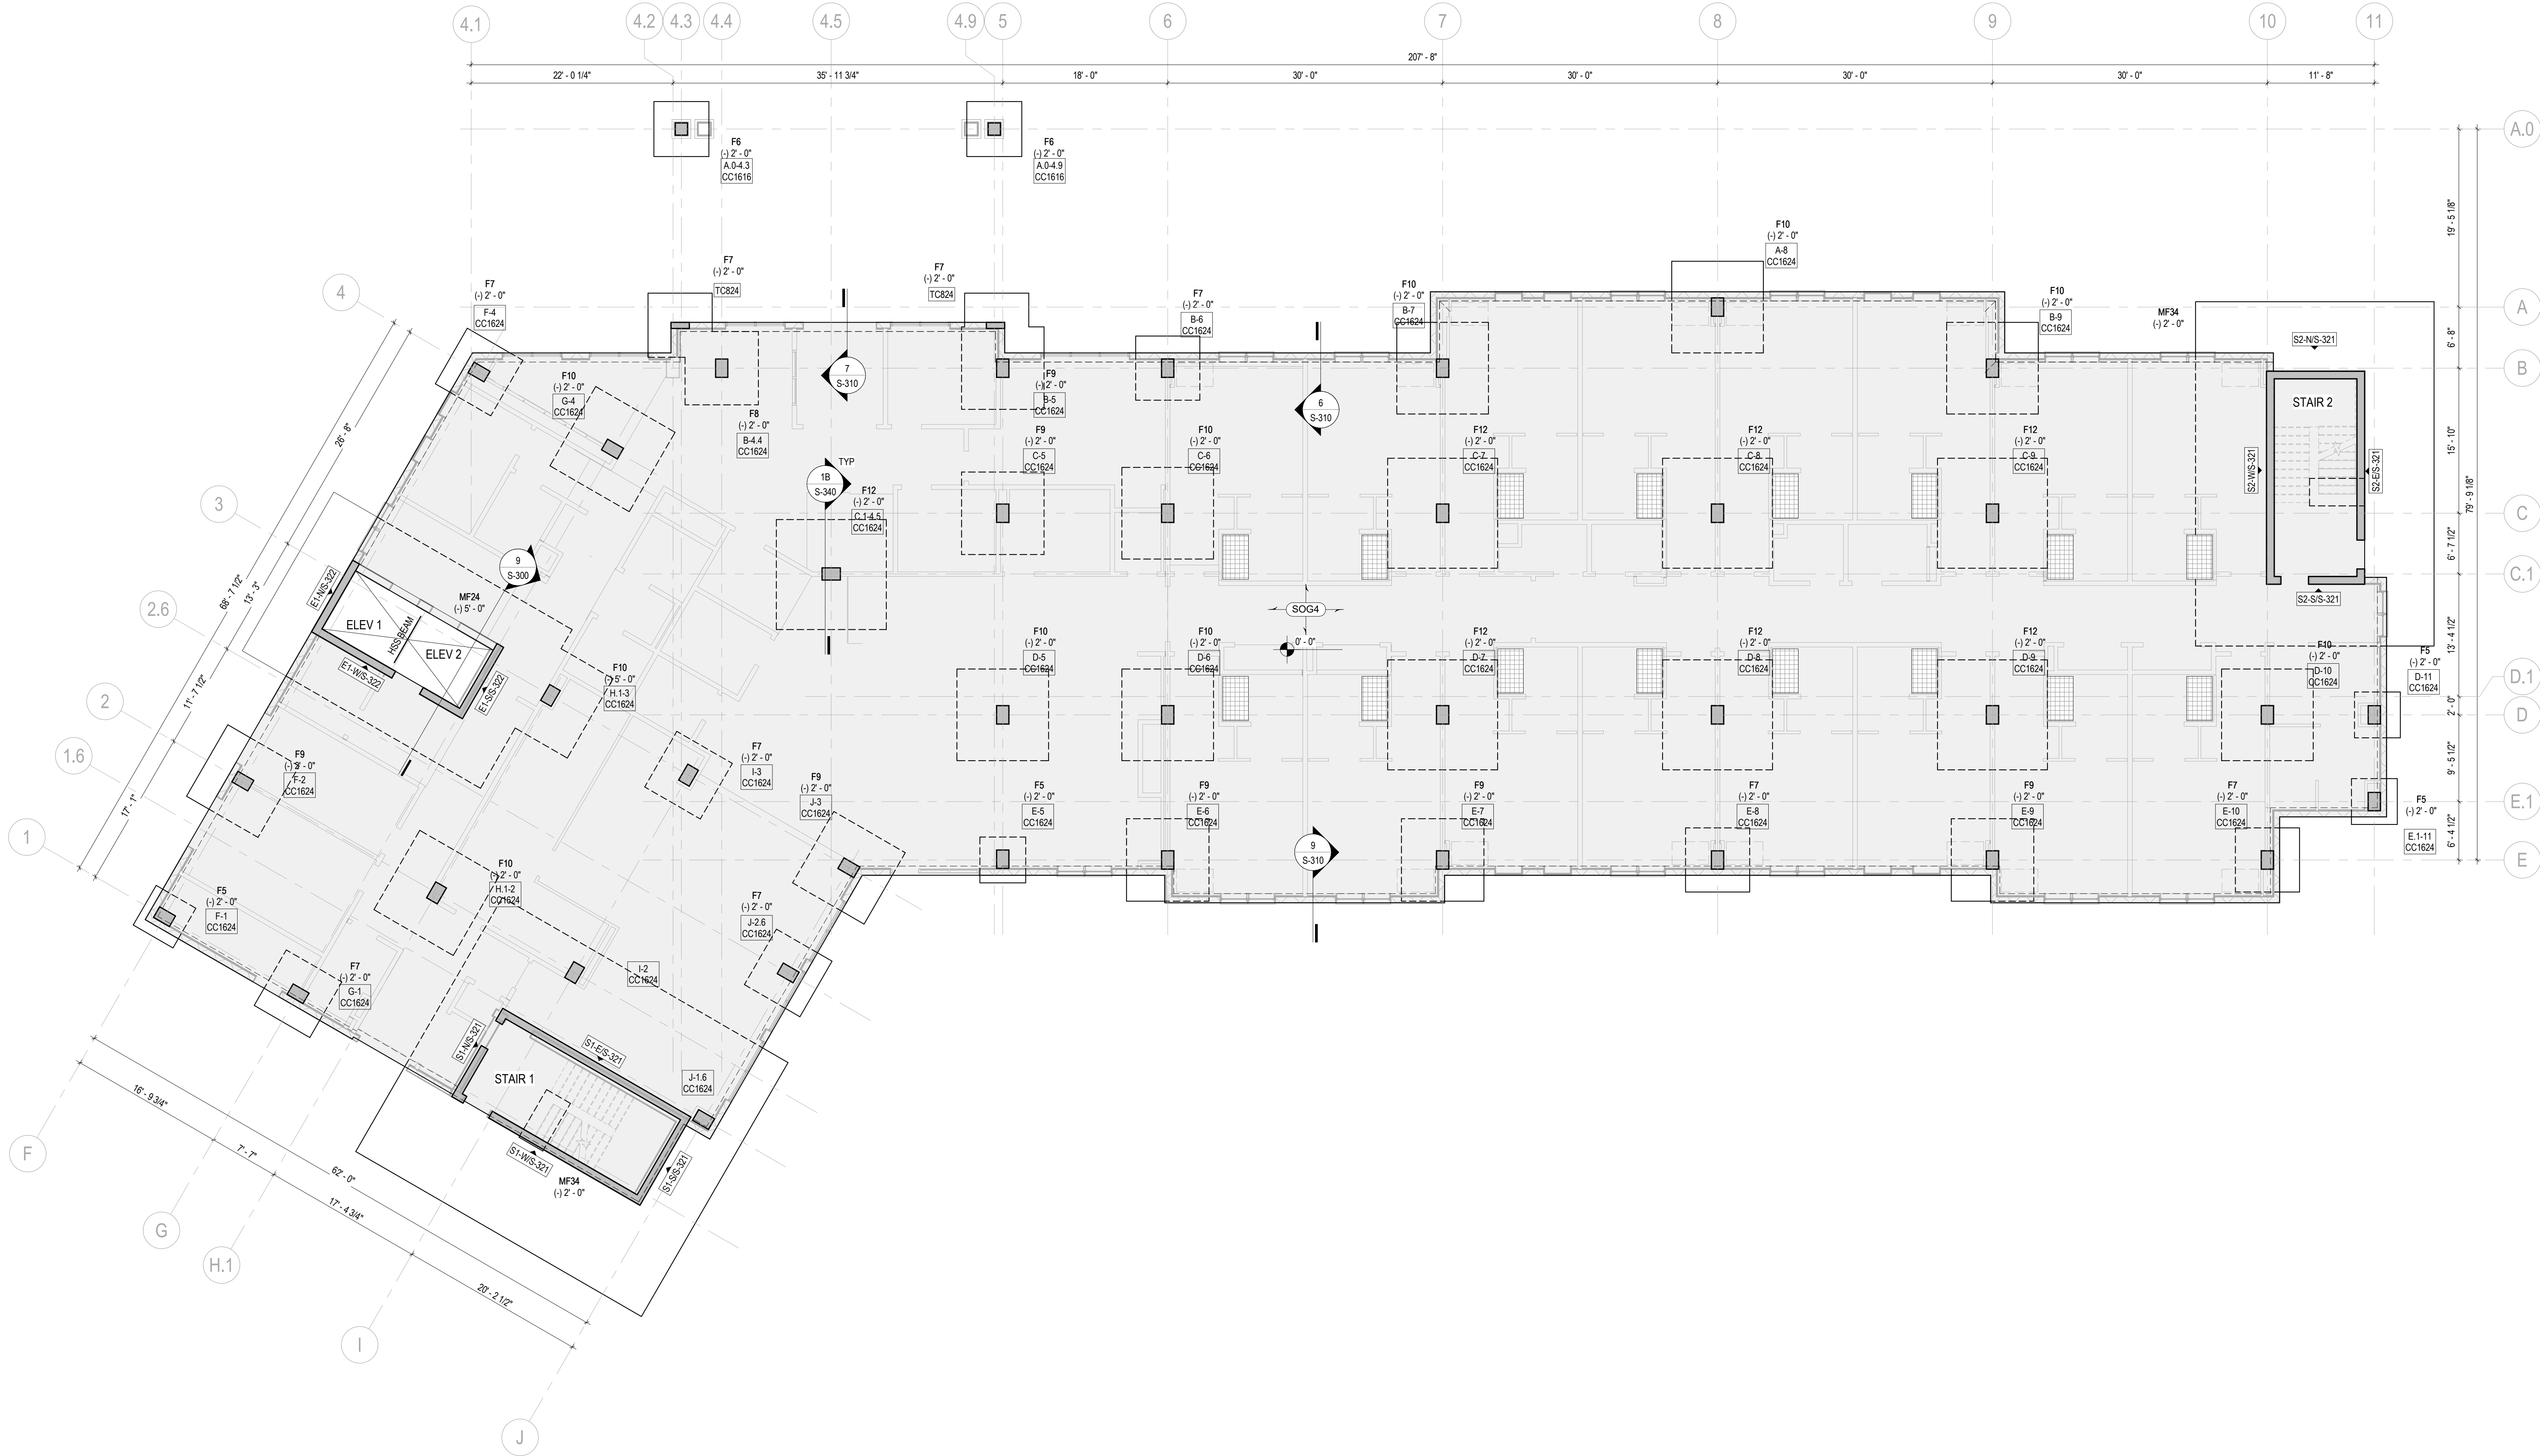 4.1
4.2
4.3
4.4
4.5
4.9
5
6
7
8
9
10
11
207' - 8"
22' - 0 1/4"
35' - 11 3/4"
18' - 0"
30' - 0"
30' - 0"
30' - 0"
30' - 0"
11' - 8"
A.0
F6
(-) 2' - 0"
A.0-4.3
CC1616
F6
(-) 2' - 0"
A.0-4.9
CC1616
19' - 5 1/8"
F10
(-) 2' - 0"
A-8
CC1624
F7
(-) 2' - 0"
TC824
F7
(-) 2' - 0"
TC824
F7
(-) 2' - 0"
F-4
CC1624
4
F7
(-) 2' - 0"
B-6
CC1624
F10
(-) 2' - 0"
B-7
CC1624
F10
(-) 2' - 0"
B-9
CC1624
MF34
(-) 2' - 0"
A
6' - 8"
S2-N/S-321
B
7
S-310
6
S-310
F10
(-) 2' - 0"
G-4
CC1624
F9
(-) 2' - 0"
B-5
CC1624
F8
(-) 2' - 0"
B-4.4
CC1624
STAIR 2
26' - 8"
F9
(-) 2' - 0"
C-5
CC1624
F10
(-) 2' - 0"
C-6
CC1624
F12
(-) 2' - 0"
C-7
CC1624
F12
(-) 2' - 0"
C-8
CC1624
F12
(-) 2' - 0"
C-9
CC1624
15' - 10"
S2-W/S-321
S2-E/S-321
79' - 9 1/8"
TYP
1B
S-340
F12
(-) 2' - 0"
C.1-4.5
CC1624
3
C
9
S-300
6' - 7 1/2"
C.1
E1-N/S-322
68' - 7 1/2"
13' - 3"
MF24
(-) 5' - 0"
S2-S/S-321
2.6
SOG4
ELEV 1
HSS BEAM
ELEV 2
0' - 0"
13' - 4 1/2"
F10
(-) 2' - 0"
D-5
CC1624
F10
(-) 2' - 0"
D-6
CC1624
F12
(-) 2' - 0"
D-7
CC1624
F12
(-) 2' - 0"
D-8
CC1624
F12
(-) 2' - 0"
D-9
CC1624
F10
(-) 2' - 0"
D-10
CC1624
F5
(-) 2' - 0"
D-11
CC1624
D.1
E1-W/S-322
E1-S/S-322
F10
(-) 5' - 0"
H.1-3
CC1624
11' - 7 1/2"
2
2' - 0"
D
1.6
F9
(-) - 0"
F-2
CC1624
F7
(-) 2' - 0"
I-3
CC1624
F9
(-) 2' - 0"
J-3
CC1624
9' - 5 1/2"
17' - 1"
F5
(-) 2' - 0"
E-5
CC1624
F9
(-) 2' - 0"
E-6
CC1624
F9
(-) 2' - 0"
E-7
CC1624
F7
(-) 2' - 0"
E-8
CC1624
F9
(-) 2' - 0"
E-9
CC1624
F7
(-) 2' - 0"
E-10
CC1624
F5
(-) 2' - 0"
E.1-11
CC1624
E.1
6' - 4 1/2"
1
9
S-310
E
F10
(-) 2' - 0"
H.1-2
CC1624
F5
(-) 2' - 0"
F-1
CC1624
F7
(-) 2' - 0"
J-2.6
CC1624
F7
(-) 2' - 0"
G-1
CC1624
I-2
CC1624
S1-N/S-321
S1-E/S-321
STAIR 1
J-1.6
CC1624
16' - 9 3/4"
S1-W/S-321
S1-S/S-321
MF34
(-) 2' - 0"
F
7' - 7"
62' - 0"
17' - 4 3/4"
G
H.1
20' - 2 1/2"
I
J